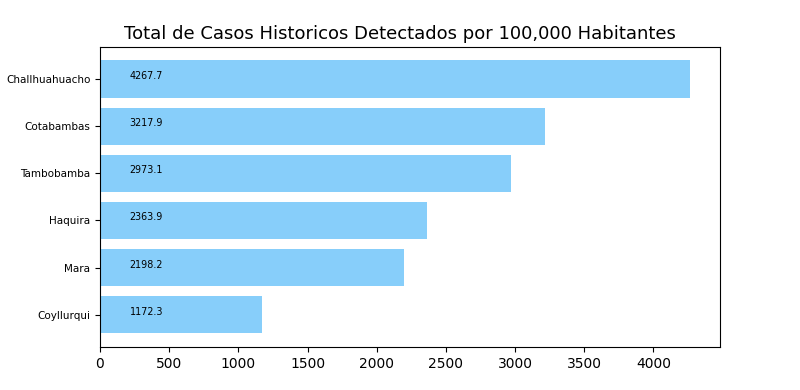 Total de Casos Historicos Detectados por 100,000 Habitantes
Challhuahuacho 4267.7
Cotabambas 3217.9
Tambobamba 2973.1
Haquira 2363.9
Mara 2198.2
Coyllurqui 1172.3
0 500 1000 1500 2000 2500 3000 3500 4000